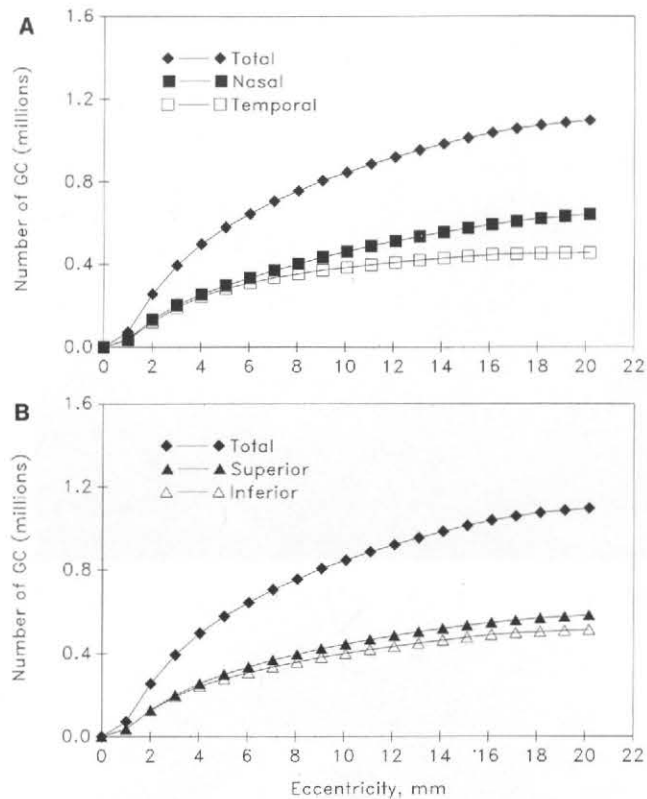 A
1.6
Total
Nasal
Temporal
1.2
0.8
0.4
0.0
Number of GC (millions)
0 2 4 6 8 10 12 14 16 18 20 22
B
1.6
Total
Superior
Inferior
1.2
0.8
0.4
0.0
Number of GC (millions)
0 2 4 6 8 10 12 14 16 18 20 22
Eccentricity, mm